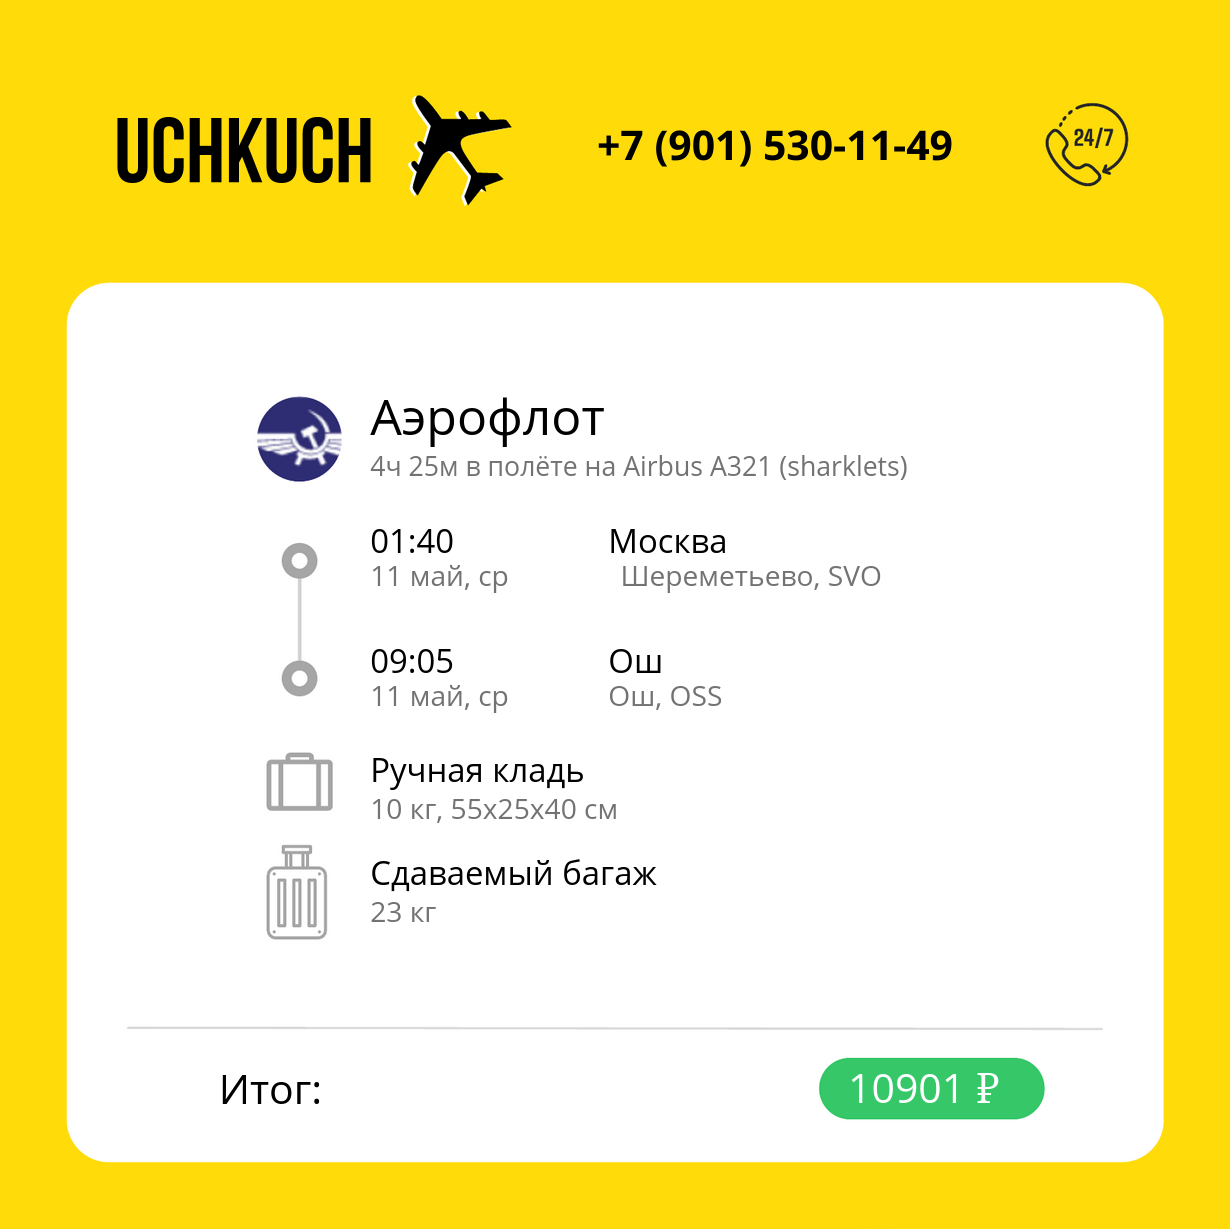 UCHKUCH
+7 (901) 530-11-49
24/7
Аэрофлот
4ч 25м в полёте на Airbus A321 (sharklets)
01:40 Москва
11 май, ср Шереметьево, SVO
09:05 Ош
11 май, ср Ош, OSS
Ручная кладь
10 кг, 55x25x40 см
Сдаваемый багаж
23 кг
Итог: 10901 ₽